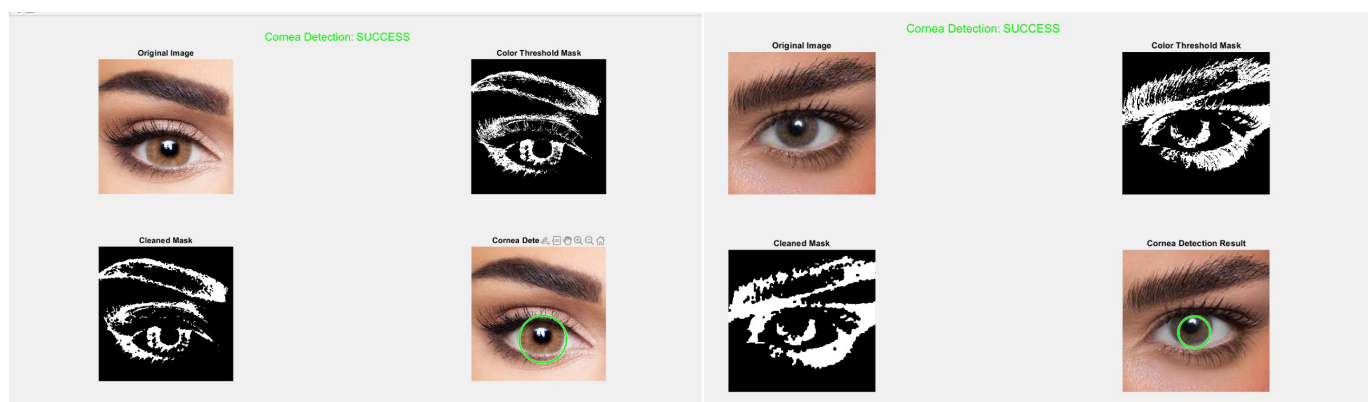 Cornea Detection: SUCCESS
Original Image
Color Threshold Mask
Cleaned Mask
Cornea Dete
Cornea Detection: SUCCESS
Original Image
Color Threshold Mask
Cleaned Mask
Cornea Detection Result